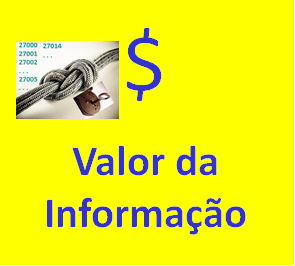 27000 27014
27001 . . .
27002
. . .
27005
. . .
$
Valor da
Informação